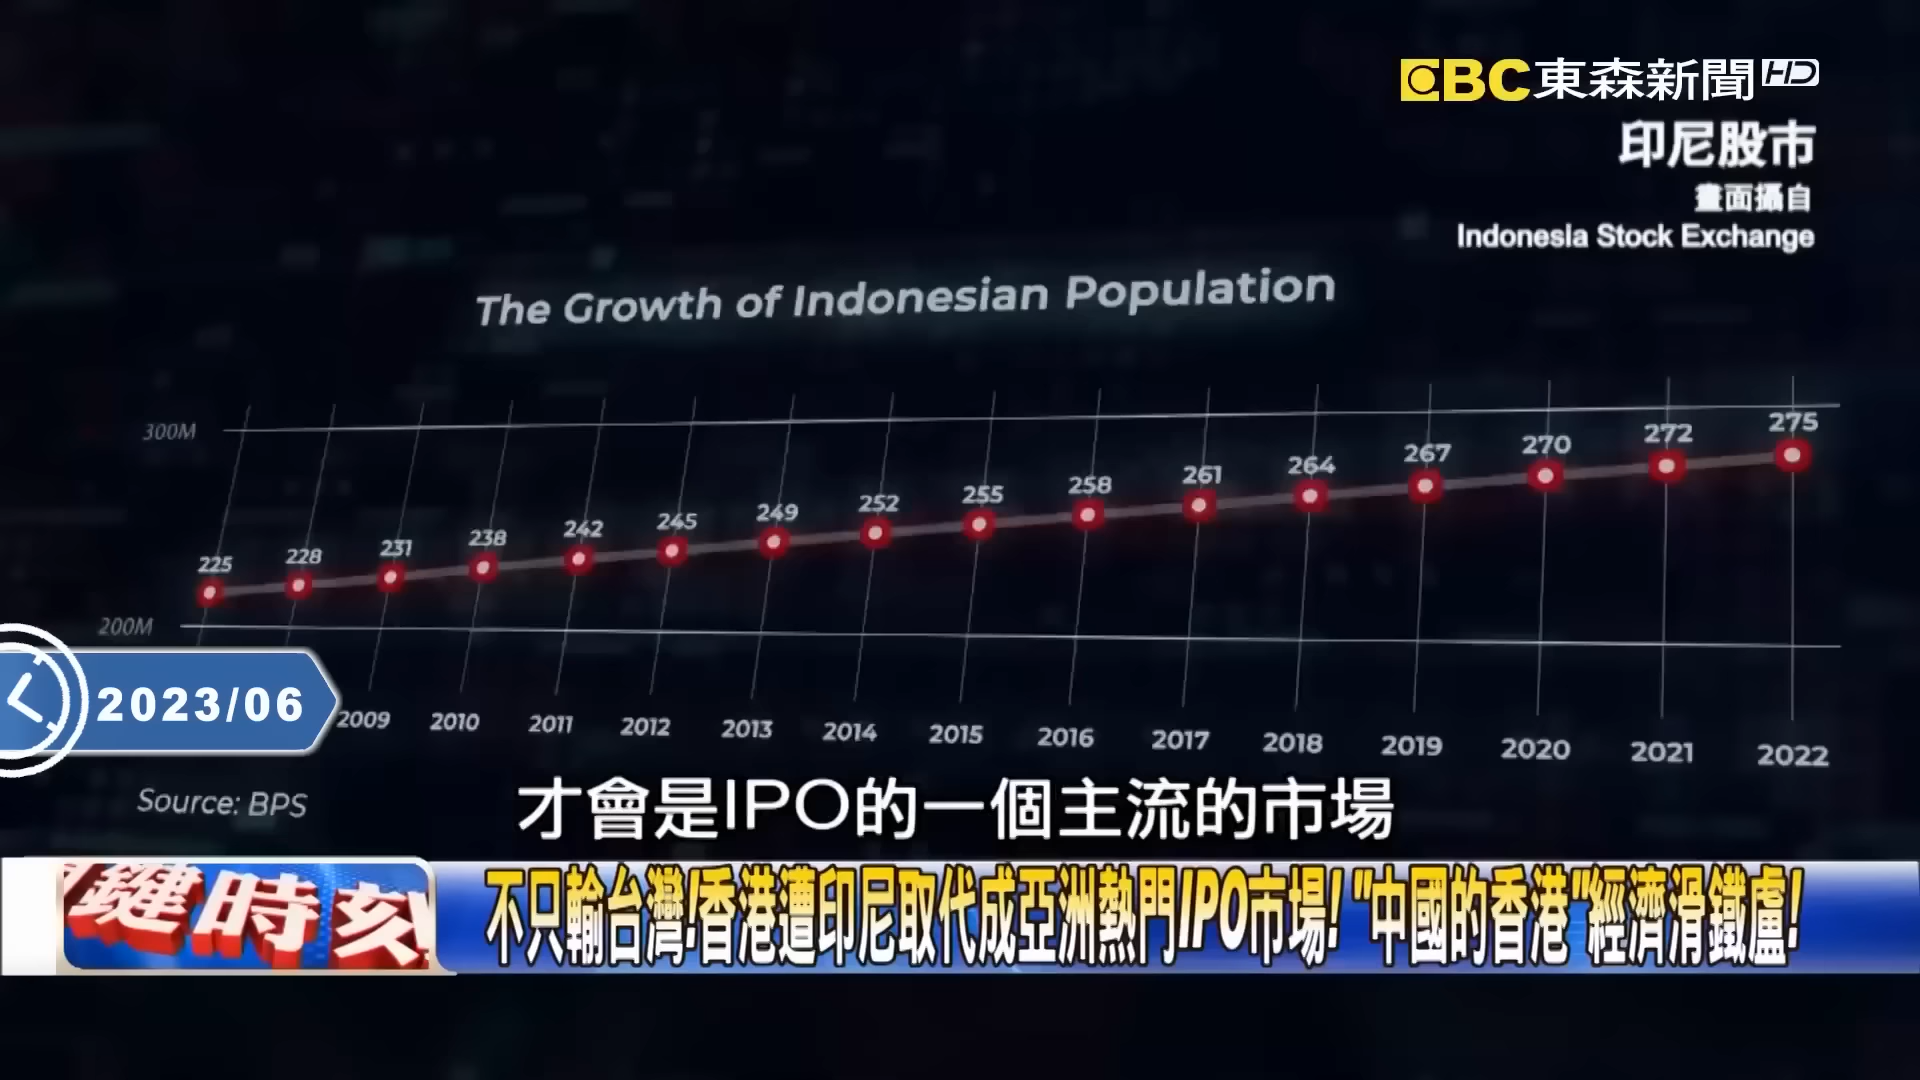 EBC東森新聞HD
印尼股市
畫面攝自
Indonesia Stock Exchange
The Growth of Indonesian Population
300M
225 228 231 238 242 245 249 252 255 258 261 264 267 270 272 275
200M
2023/06
2009 2010 2011 2012 2013 2014 2015 2016 2017 2018 2019 2020 2021 2022
Source: BPS
才會是IPO的一個主流的市場
鍵時刻
不只輸台灣!香港遭印尼取代成亞洲熱門IPO市場!"中國的香港"經濟滑鐵盧!